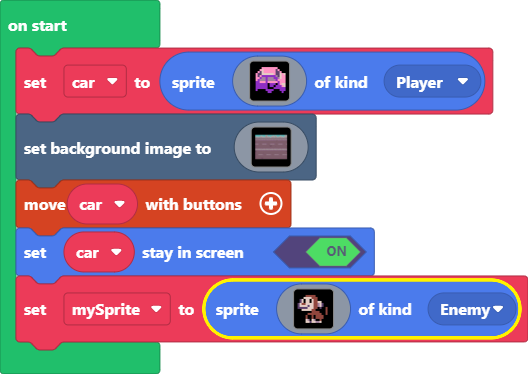 on start
set car to sprite of kind Player
set background image to
move car with buttons
set car stay in screen ON
set mySprite to sprite of kind Enemy